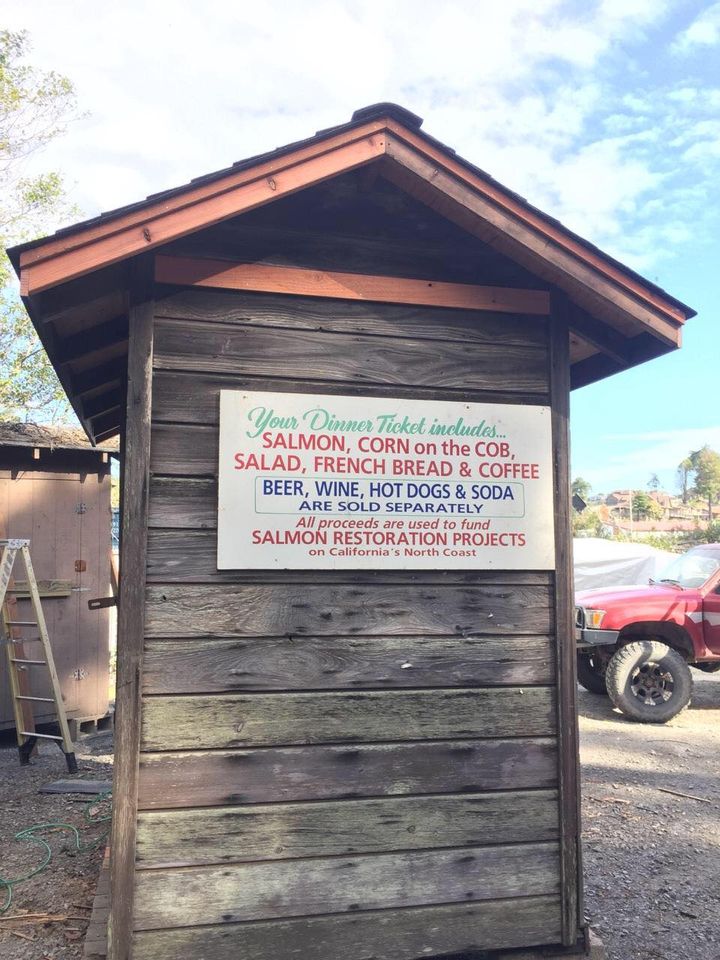 Your Dinner Ticket includes...
SALMON, CORN on the COB,
SALAD, FRENCH BREAD & COFFEE
BEER, WINE, HOT DOGS & SODA
ARE SOLD SEPARATELY
All proceeds are used to fund
SALMON RESTORATION PROJECTS
on California's North Coast